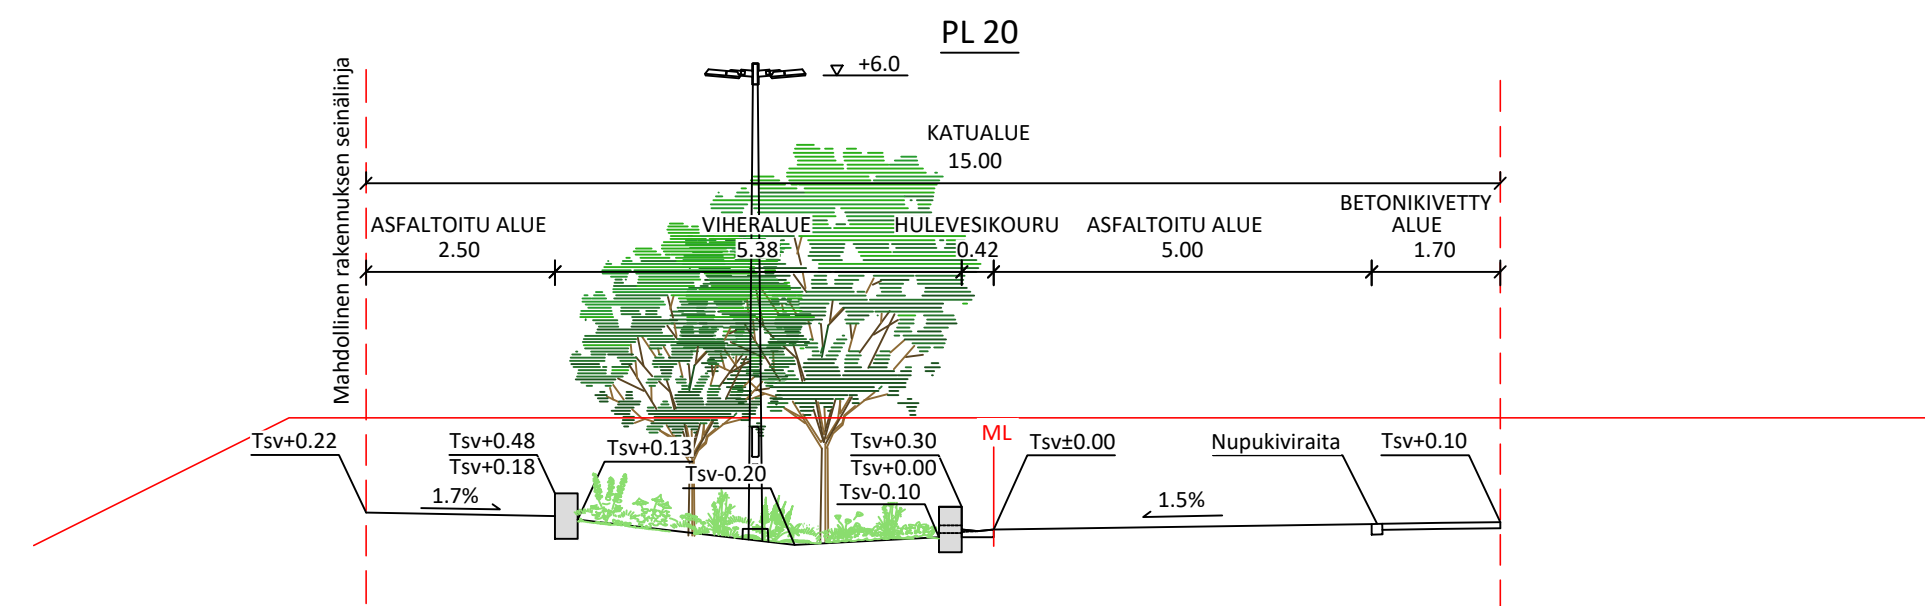 PL 20
+6.0
Mahdollinen rakennuksen seinälinja
KATUALUE
15.00
ASFALTOITU ALUE
2.50
VIHERALUE
5.38
HULEVESIKOURU
0.42
ASFALTOITU ALUE
5.00
BETONIKIVETTY
ALUE
1.70
Tsv+0.22
Tsv+0.48
Tsv+0.18
Tsv+0.13
Tsv-0.20
Tsv+0.30
Tsv+0.00
Tsv-0.10
ML
Tsv±0.00
Nupukiviraita
Tsv+0.10
1.7%
1.5%